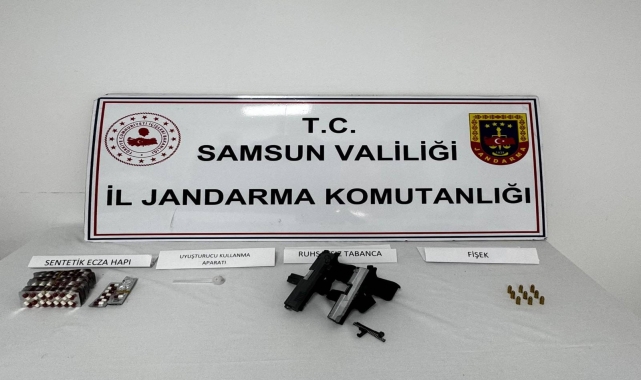 T.C.
SAMSUN VALİLİĞİ
İL JANDARMA KOMUTANLIĞI
JANDARMA
SENTETİK ECZA HAPI
UYUŞTURUCU KULLANMA
APARATI
TABANCA
FİŞEK